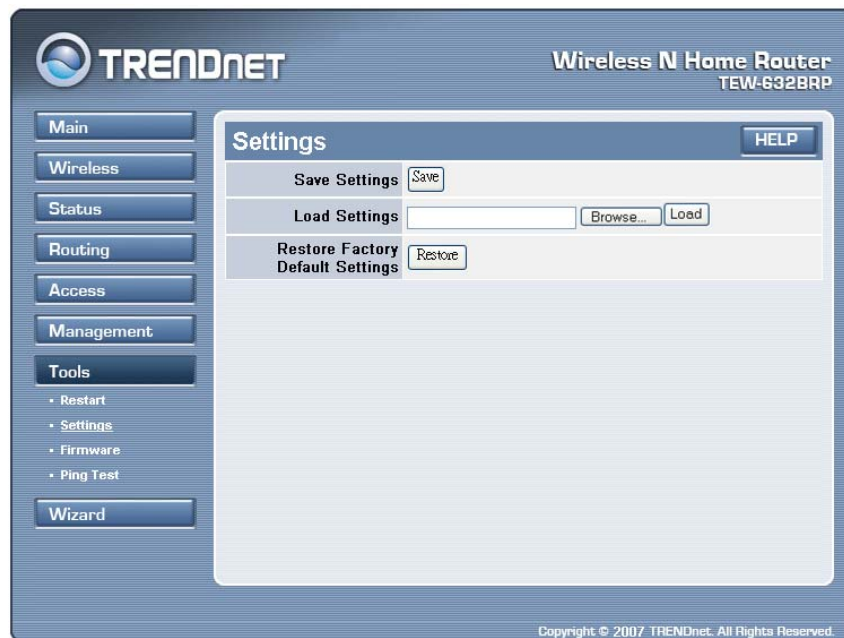 TRENDnet
Wireless N Home Router
TEW-632BRP
Main
Wireless
Status
Routing
Access
Management
Tools
• Restart
• Settings
• Firmware
• Ping Test
Wizard
Settings
HELP
Save Settings Save
Load Settings Browse... Load
Restore Factory
Default Settings Restore
Copyright © 2007 TRENDnet. All Rights Reserved.